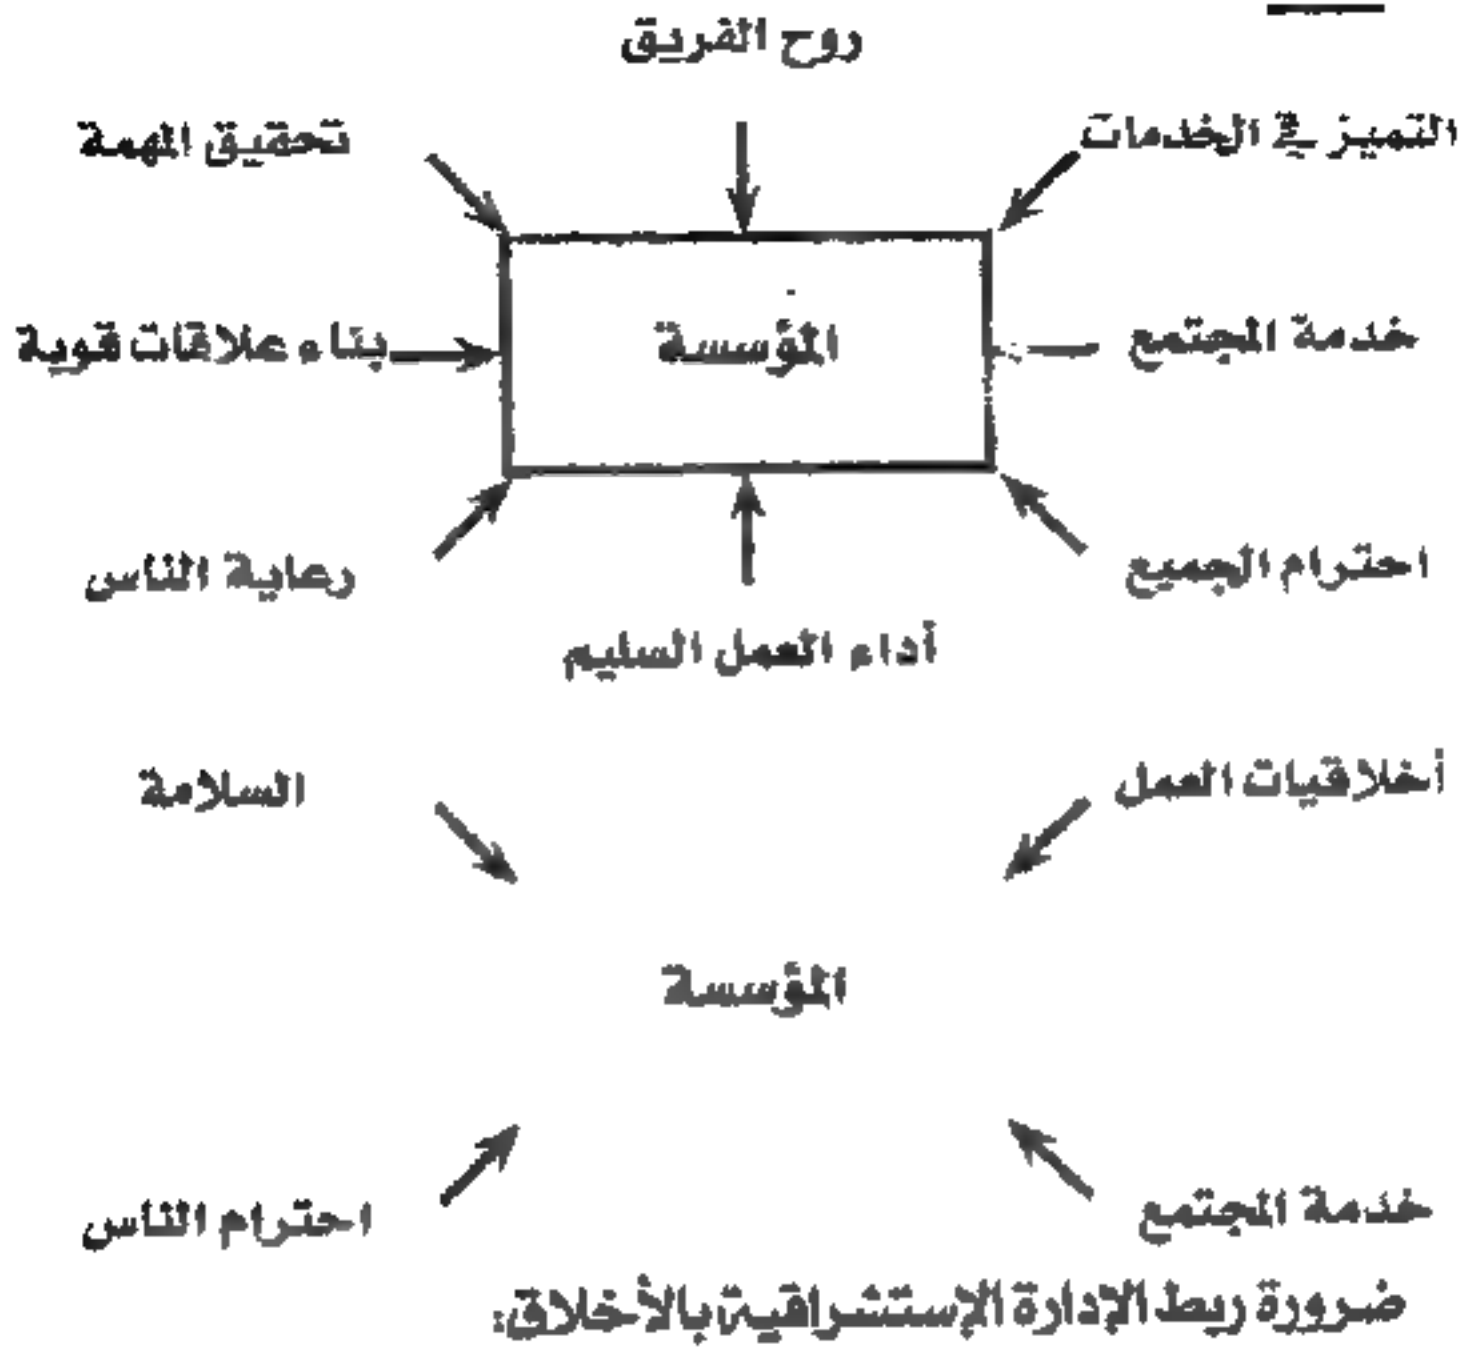 روح الفريق
التميز في الخدمات
تحقيق المهمة
خدمة المجتمع
المؤسسة
بناء علاقات قوية
احترام الجميع
رعاية الناس
أداء العمل السليم
أخلاقيات العمل
السلامة
المؤسسة
خدمة المجتمع
احترام الناس
ضرورة ربط الإدارة الإستشراقية بالأخلاق: